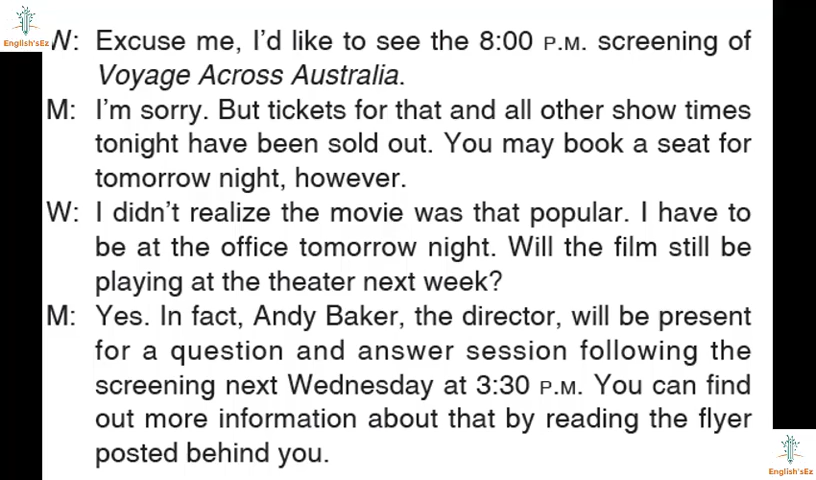 English'sEz
W: Excuse me, I'd like to see the 8:00 P.M. screening of
Voyage Across Australia.
M: I'm sorry. But tickets for that and all other show times
tonight have been sold out. You may book a seat for
tomorrow night, however.
W: I didn't realize the movie was that popular. I have to
be at the office tomorrow night. Will the film still be
playing at the theater next week?
M: Yes. In fact, Andy Baker, the director, will be present
for a question and answer session following the
screening next Wednesday at 3:30 P.M. You can find
out more information about that by reading the flyer
posted behind you.
English'sEz